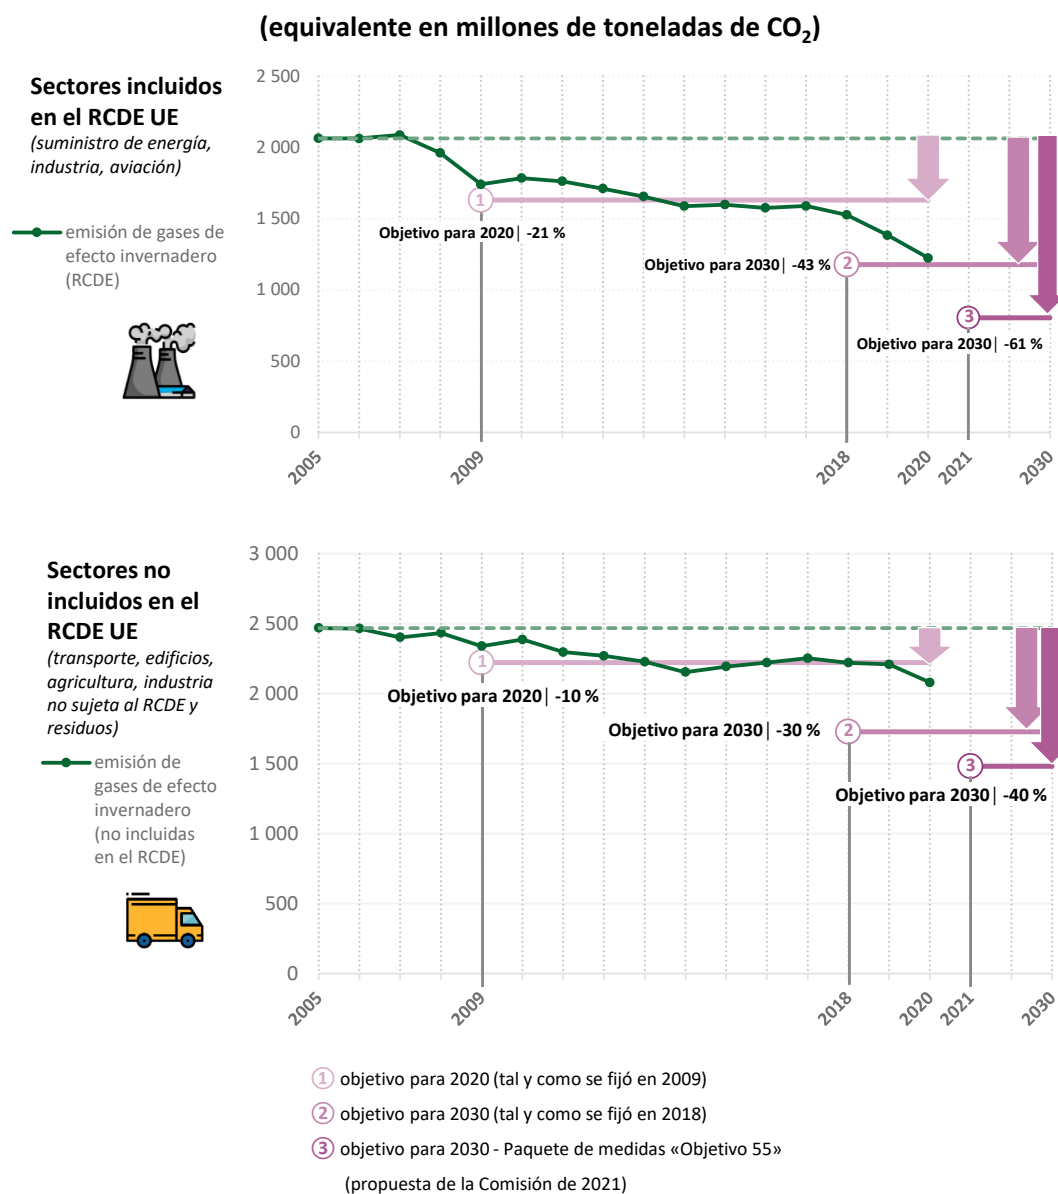 (equivalente en millones de toneladas de CO₂)
Sectores incluidos
en el RCDE UE
(suministro de energía,
industria, aviación)
emisión de gases de
efecto invernadero
(RCDE)
2 500
2 000
1 500
1 000
500
0
1
Objetivo para 2020│ -21 %
Objetivo para 2030│ -43 %
2
3
Objetivo para 2030│ -61 %
2005
2009
2018
2020
2021
2030
Sectores no
incluidos en el
RCDE UE
(transporte, edificios,
agricultura, industria
no sujeta al RCDE y
residuos)
emisión de
gases de efecto
invernadero
(no incluidas
en el RCDE)
3 000
2 500
2 000
1 500
1 000
500
0
1
Objetivo para 2020│ -10 %
Objetivo para 2030│ -30 %
2
3
Objetivo para 2030│ -40 %
2005
2009
2018
2020
2021
2030
1 objetivo para 2020 (tal y como se fijó en 2009)
2 objetivo para 2030 (tal y como se fijó en 2018)
3 objetivo para 2030 - Paquete de medidas «Objetivo 55»
(propuesta de la Comisión de 2021)